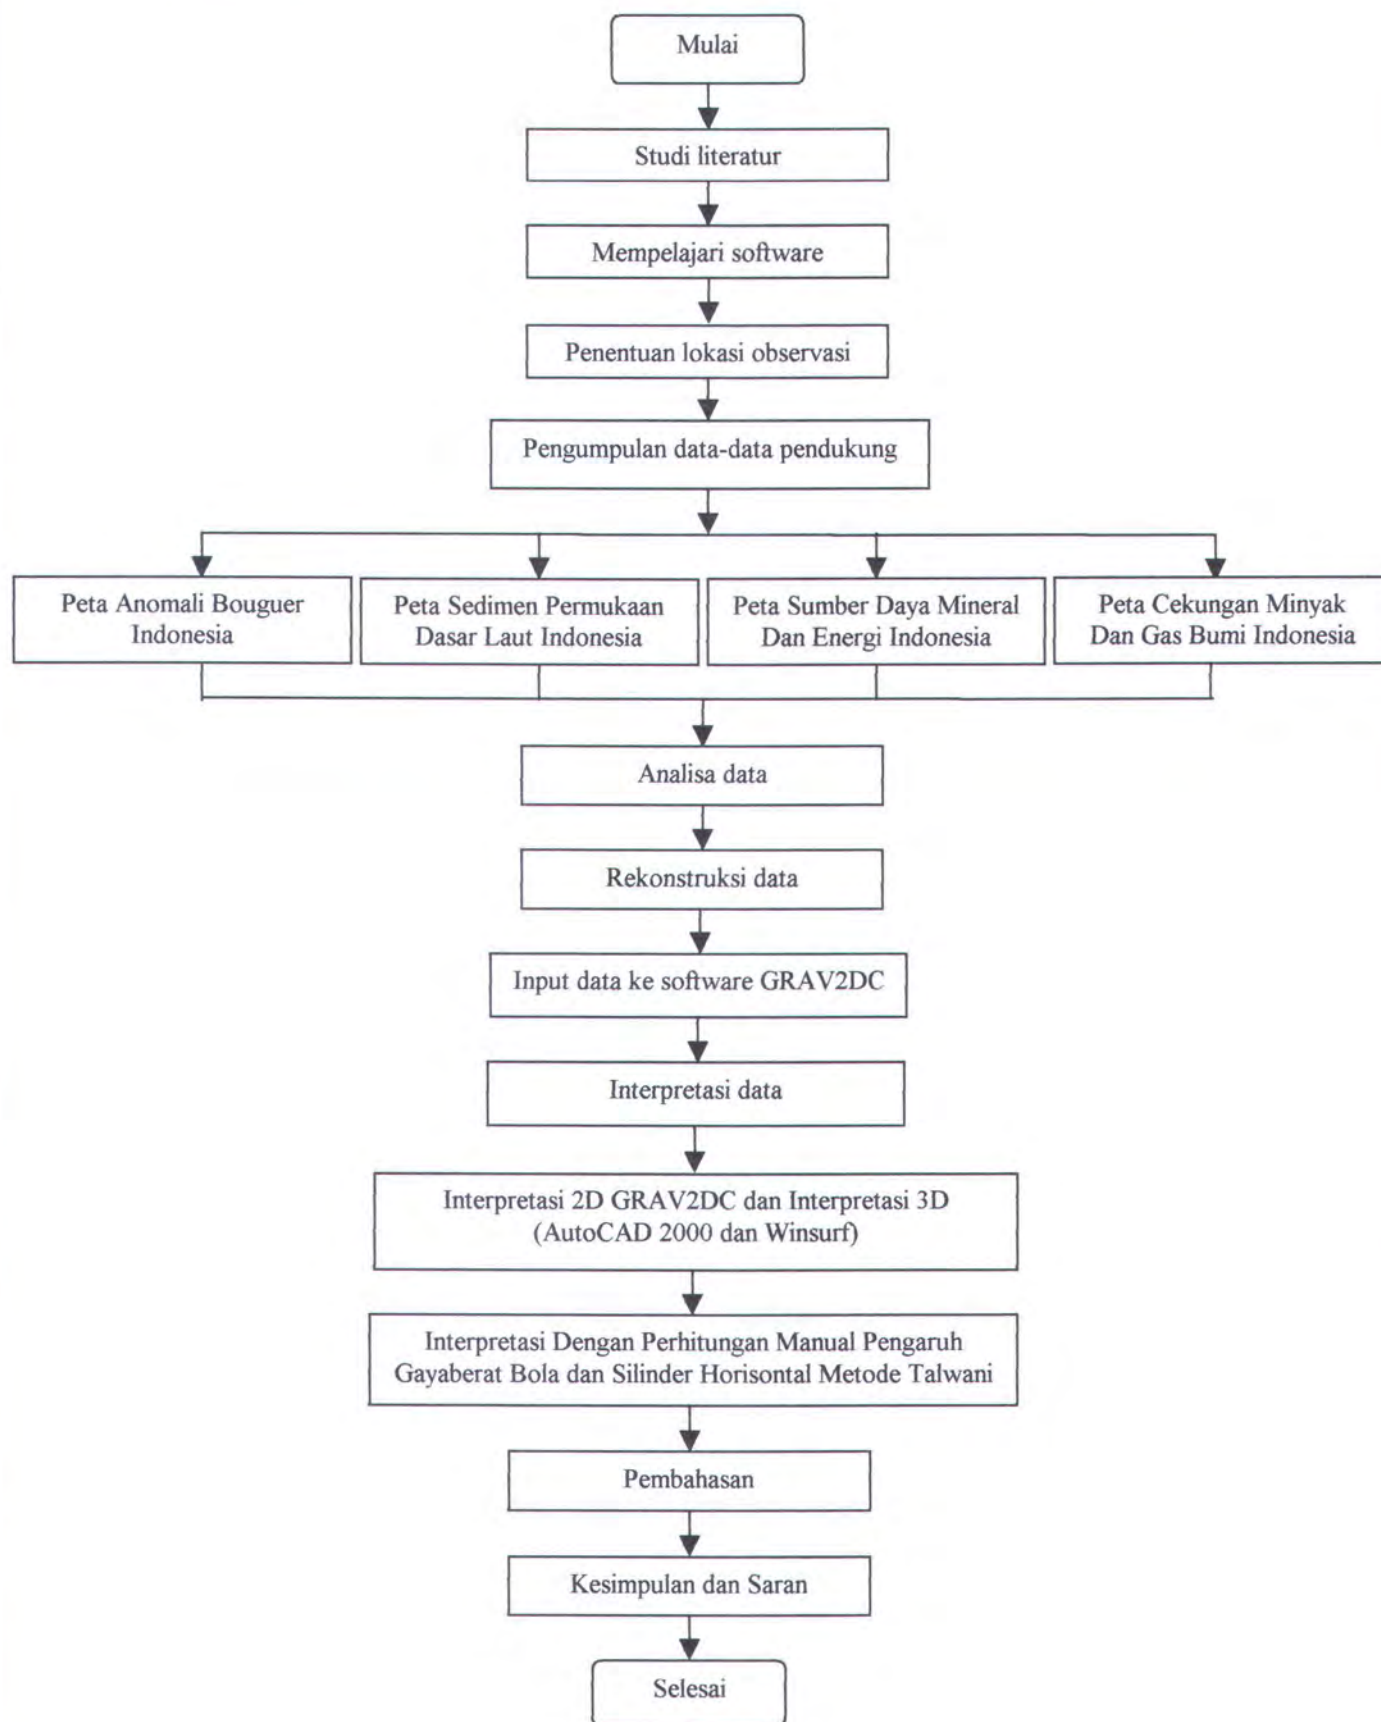 Mulai
Studi literatur
Mempelajari software
Penentuan lokasi observasi
Pengumpulan data-data pendukung
Peta Anomali Bouguer
Indonesia
Peta Sedimen Permukaan
Dasar Laut Indonesia
Peta Sumber Daya Mineral
Dan Energi Indonesia
Peta Cekungan Minyak
Dan Gas Bumi Indonesia
Analisa data
Rekonstruksi data
Input data ke software GRAV2DC
Interpretasi data
Interpretasi 2D GRAV2DC dan Interpretasi 3D
(AutoCAD 2000 dan Winsurf)
Interpretasi Dengan Perhitungan Manual Pengaruh
Gayaberat Bola dan Silinder Horisontal Metode Talwani
Pembahasan
Kesimpulan dan Saran
Selesai